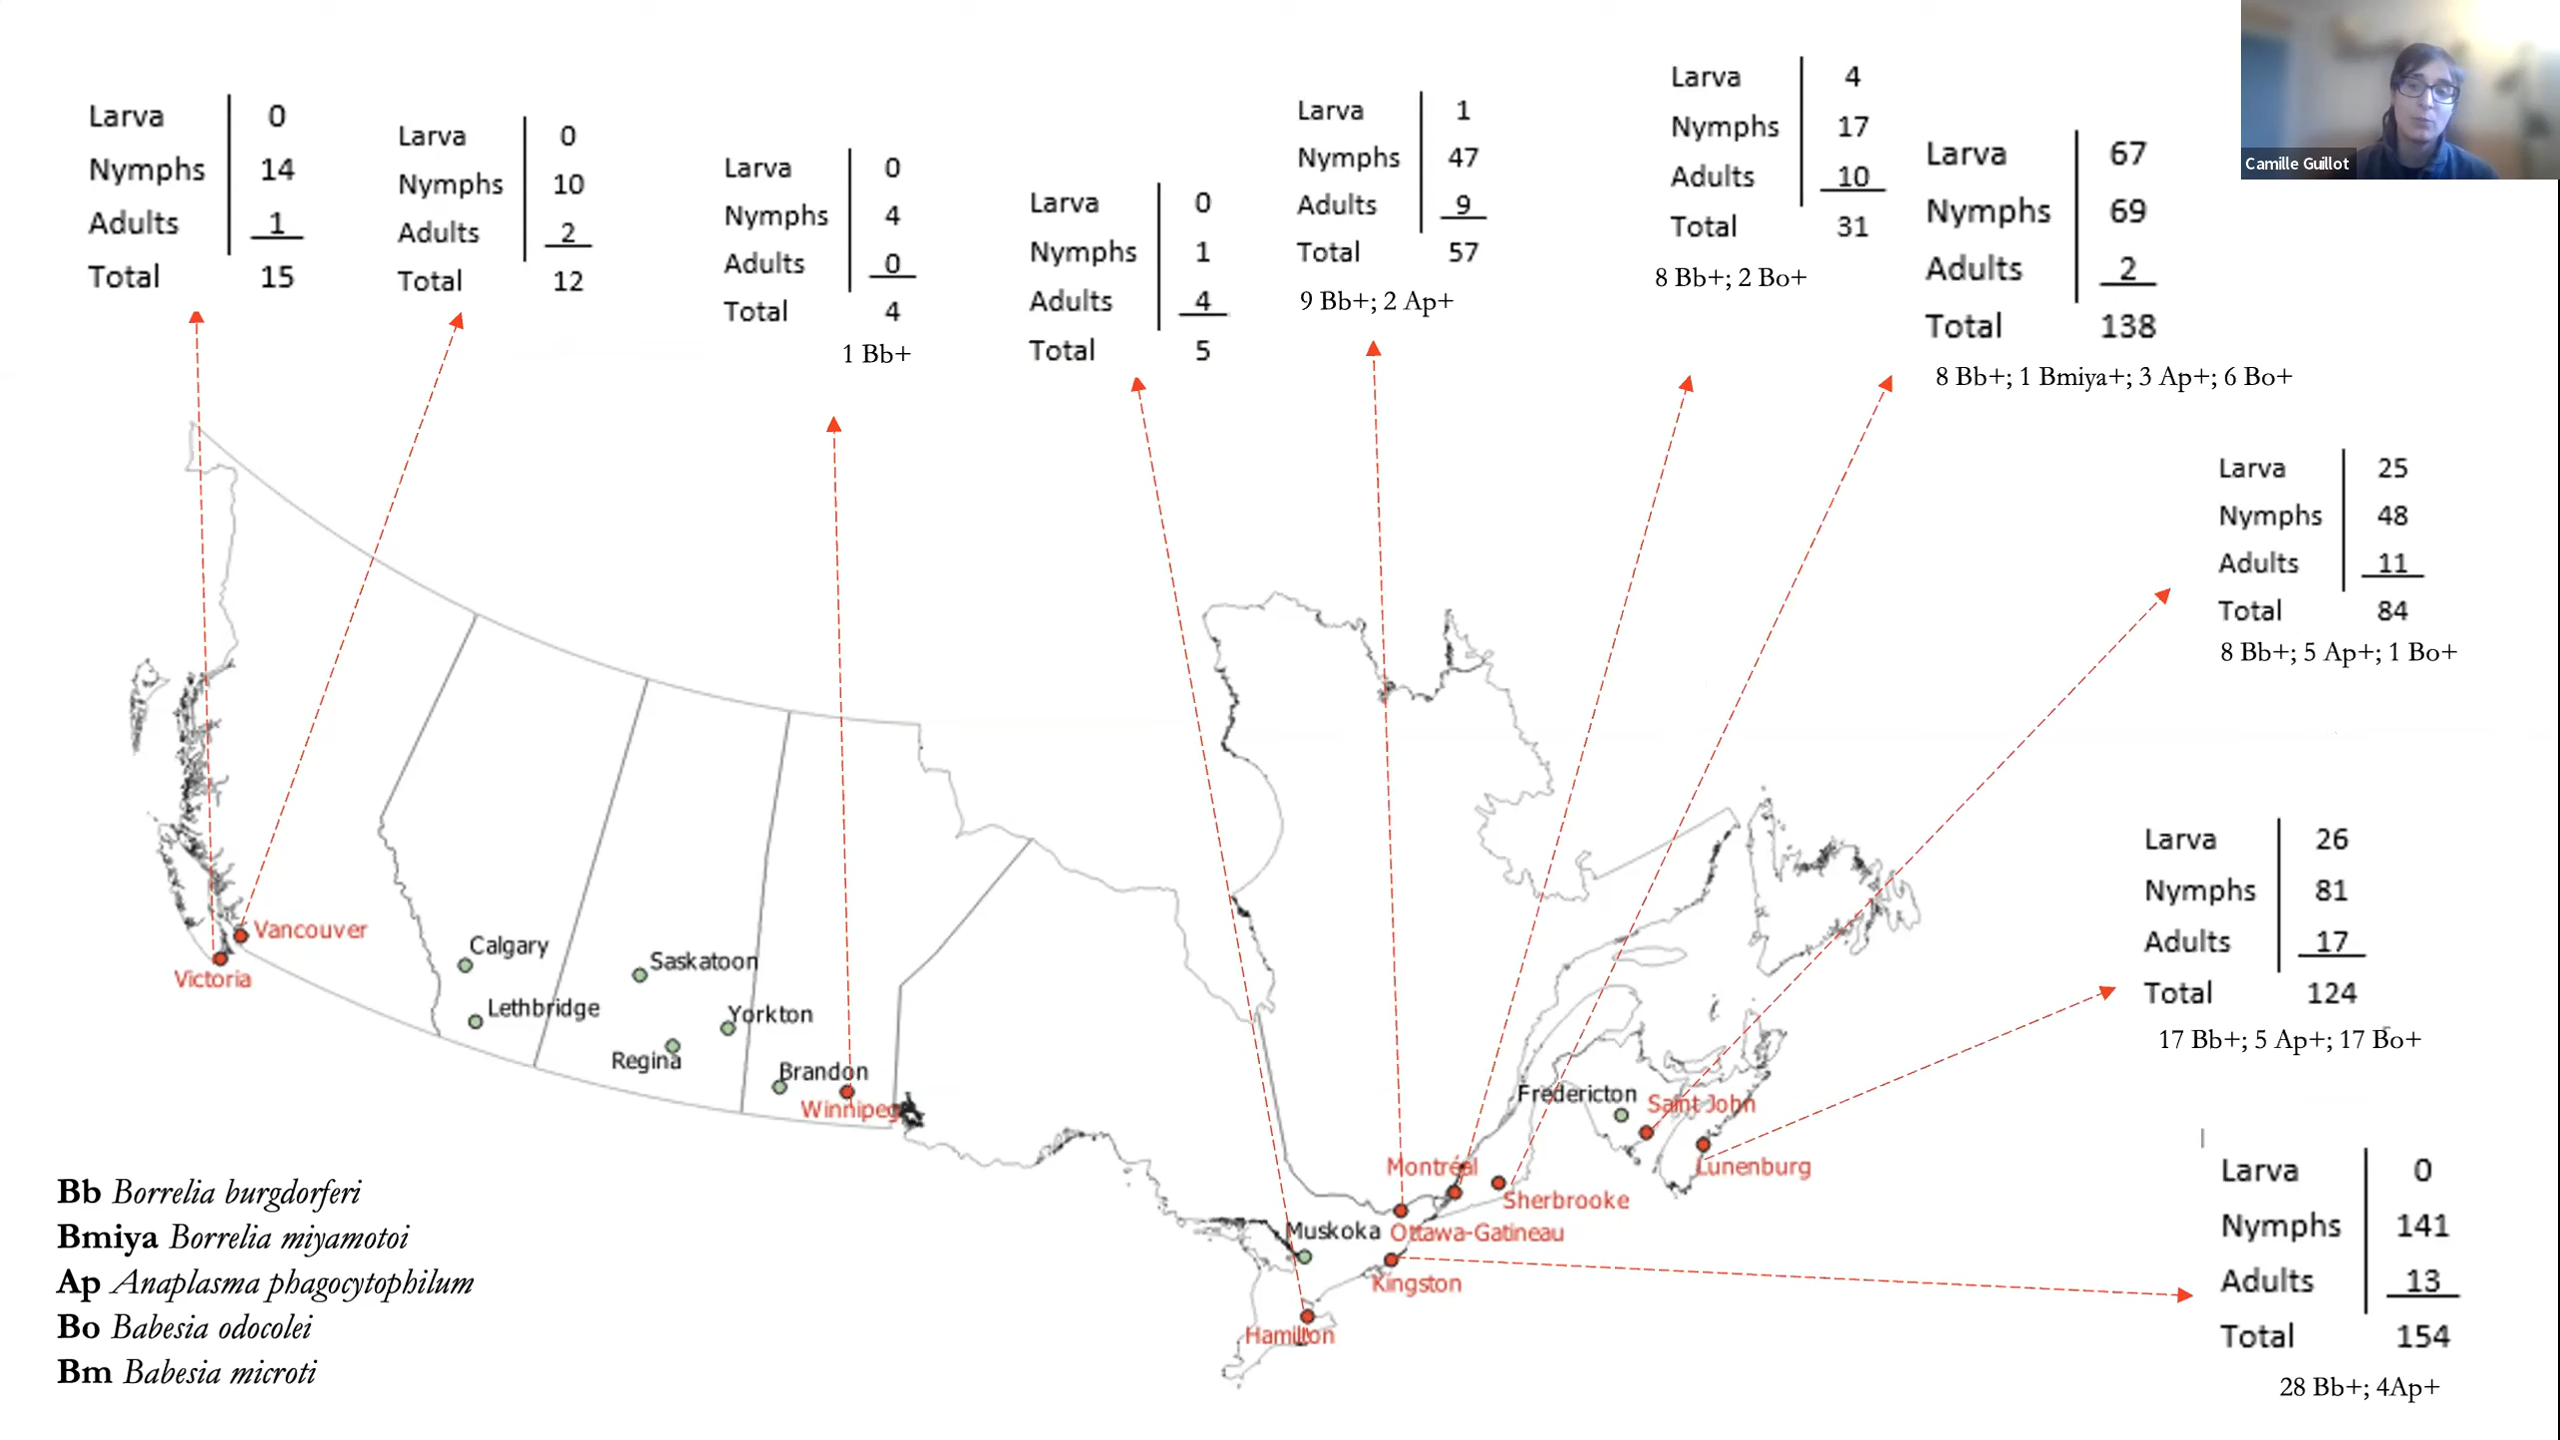 Camille Guillot
Larva 0
Nymphs 14
Adults 1
Total 15
Larva 0
Nymphs 10
Adults 2
Total 12
Larva 0
Nymphs 4
Adults 0
Total 4
1 Bb+
Larva 0
Nymphs 1
Adults 4
Total 5
Larva 1
Nymphs 47
Adults 9
Total 57
9 Bb+; 2 Ap+
Larva 4
Nymphs 17
Adults 10
Total 31
8 Bb+; 2 Bo+
Larva 67
Nymphs 69
Adults 2
Total 138
8 Bb+; 1 Bmiya+; 3 Ap+; 6 Bo+
Larva 25
Nymphs 48
Adults 11
Total 84
8 Bb+; 5 Ap+; 1 Bo+
Larva 26
Nymphs 81
Adults 17
Total 124
17 Bb+; 5 Ap+; 17 Bo+
Larva 0
Nymphs 141
Adults 13
Total 154
28 Bb+; 4Ap+
Vancouver
Victoria
Calgary
Lethbridge
Saskatoon
Yorkton
Regina
Brandon
Winnipeg
Fredericton
Saint John
Lunenburg
Montréal
Sherbrooke
Muskoka
Ottawa-Gatineau
Kingston
Hamilton
Bb Borrelia burgdorferi
Bmiya Borrelia miyamotoi
Ap Anaplasma phagocytophilum
Bo Babesia odocolei
Bm Babesia microti